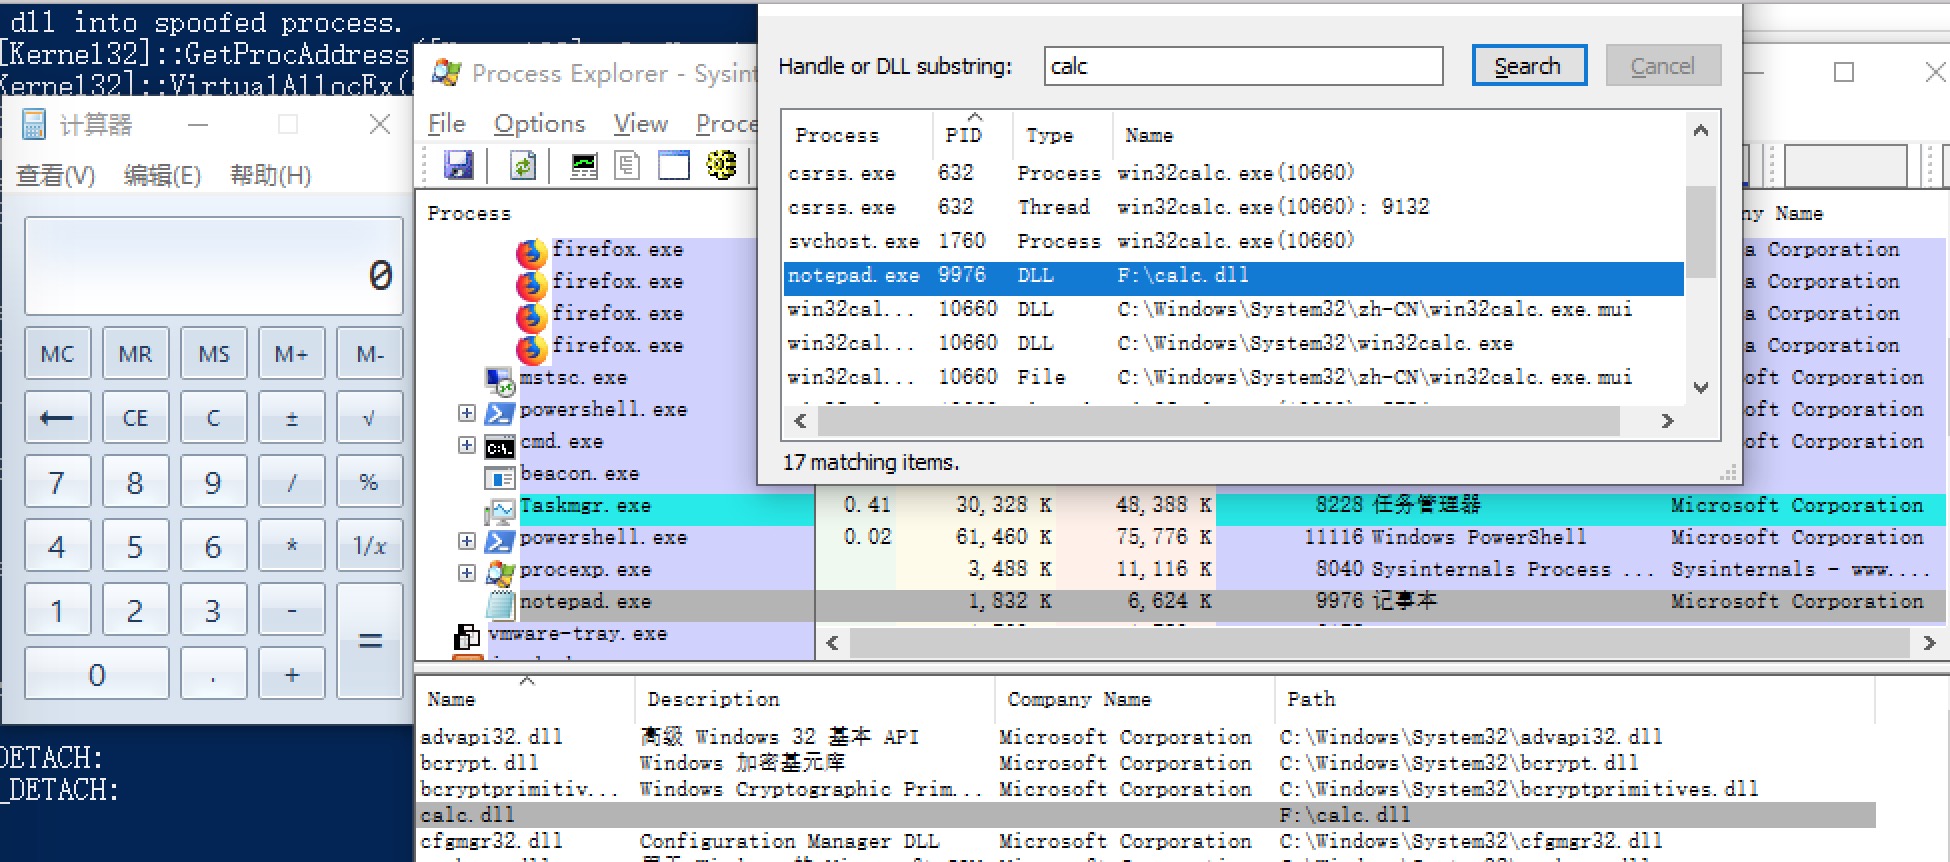 dll into spoofed process.
[Kernel32]::GetProcAddress
Kernel32]::VirtualAllocEx(
计算器
查看(V) 编辑(E) 帮助(H)
0
MC MR MS M+ M-
← CE C ± √
7 8 9 / %
4 5 6 * 1/x
1 2 3 - =
0 . +
DETACH:
_DETACH:
Process Explorer - Sysint
File Options View Proce
Process
firefox.exe
firefox.exe
firefox.exe
firefox.exe
mstsc.exe
powershell.exe
cmd.exe
beacon.exe
Taskmgr.exe 0.41 30,328 K 48,388 K 8228 任务管理器 Microsoft Corporation
powershell.exe 0.02 61,460 K 75,776 K 11116 Windows PowerShell Microsoft Corporation
procexp.exe 3,488 K 11,116 K 8040 Sysinternals Process ... Sysinternals - www....
notepad.exe 1,832 K 6,624 K 9976 记事本 Microsoft Corporation
vmware-tray.exe
Handle or DLL substring: calc Search Cancel
Process PID Type Name
csrss.exe 632 Process win32calc.exe(10660)
csrss.exe 632 Thread win32calc.exe(10660): 9132
svchost.exe 1760 Process win32calc.exe(10660)
notepad.exe 9976 DLL F:\calc.dll
win32cal... 10660 DLL C:\Windows\System32\zh-CN\win32calc.exe.mui
win32cal... 10660 DLL C:\Windows\System32\win32calc.exe
win32cal... 10660 File C:\Windows\System32\zh-CN\win32calc.exe.mui
17 matching items.
ny Name
a Corporation
a Corporation
a Corporation
a Corporation
oft Corporation
oft Corporation
oft Corporation
Name Description Company Name Path
advapi32.dll 高级 Windows 32 基本 API Microsoft Corporation C:\Windows\System32\advapi32.dll
bcrypt.dll Windows 加密基元库 Microsoft Corporation C:\Windows\System32\bcrypt.dll
bcryptprimitiv... Windows Cryptographic Prim... Microsoft Corporation C:\Windows\System32\bcryptprimitives.dll
calc.dll F:\calc.dll
cfgmgr32.dll Configuration Manager DLL Microsoft Corporation C:\Windows\System32\cfgmgr32.dll